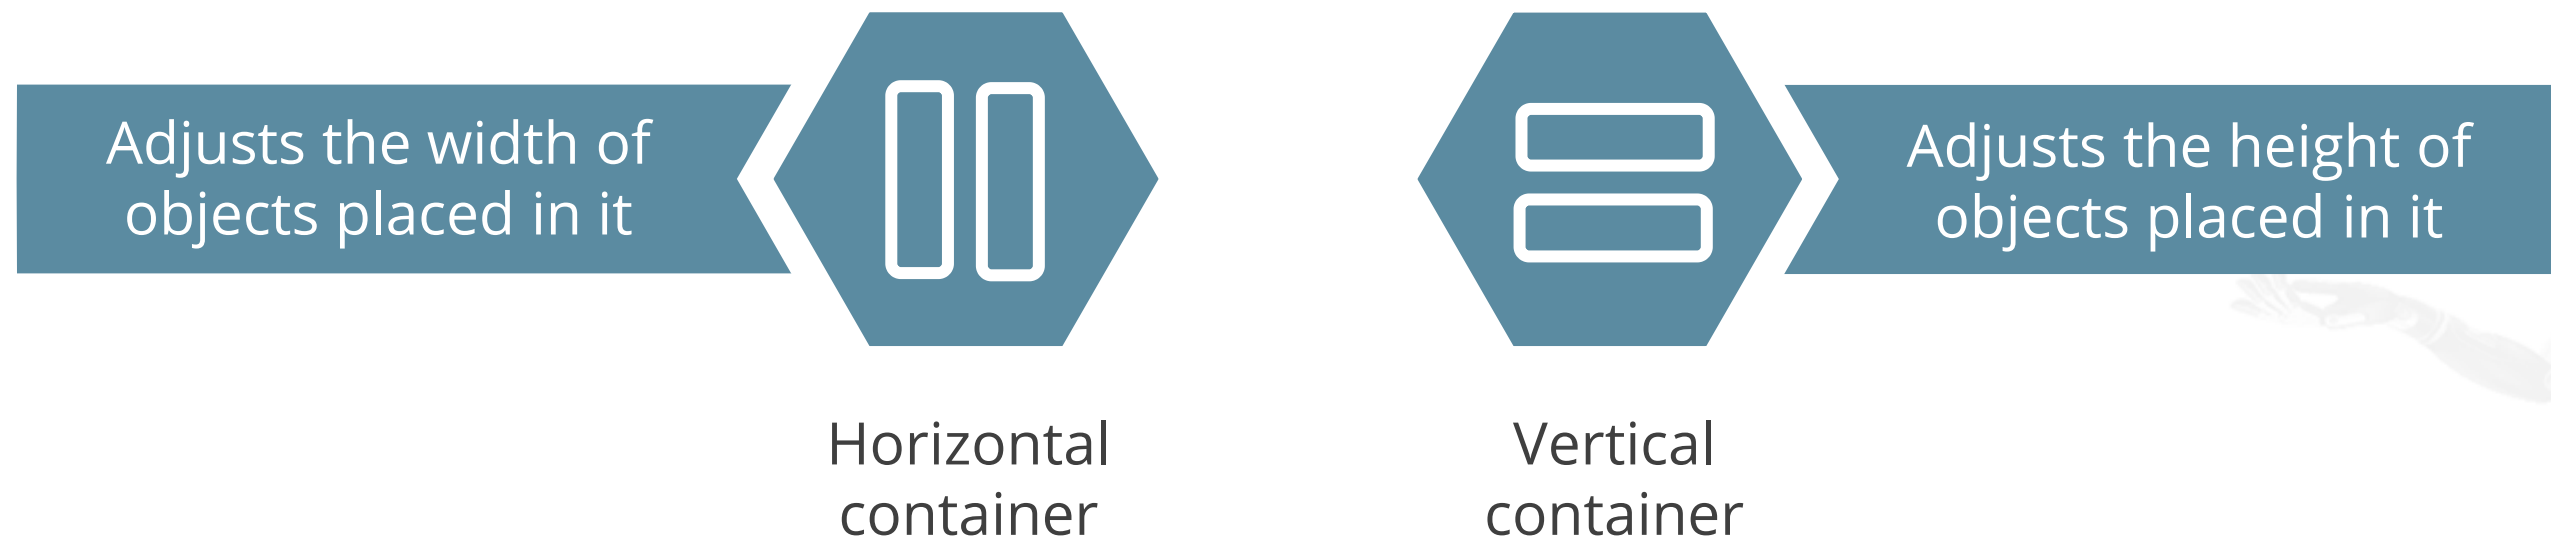 Adjusts the width of
objects placed in it
Horizontal
container
Adjusts the height of
objects placed in it
Vertical
container